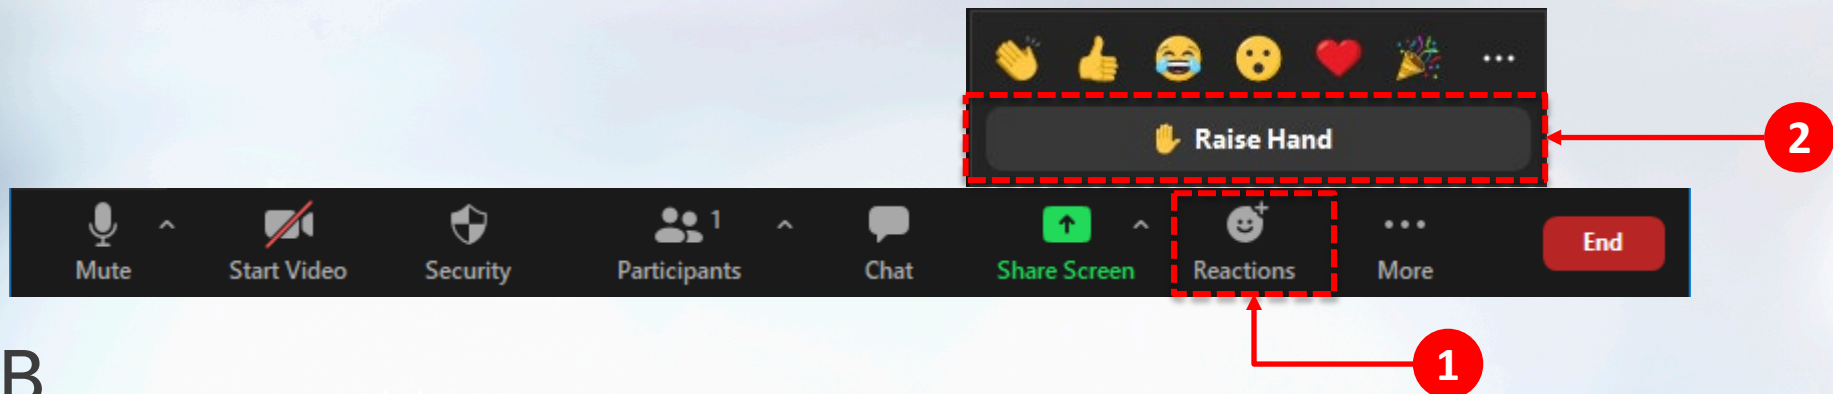 Raise Hand
2
1
Mute
Start Video
Security
Participants
Chat
Share Screen
Reactions
More
End
1
B